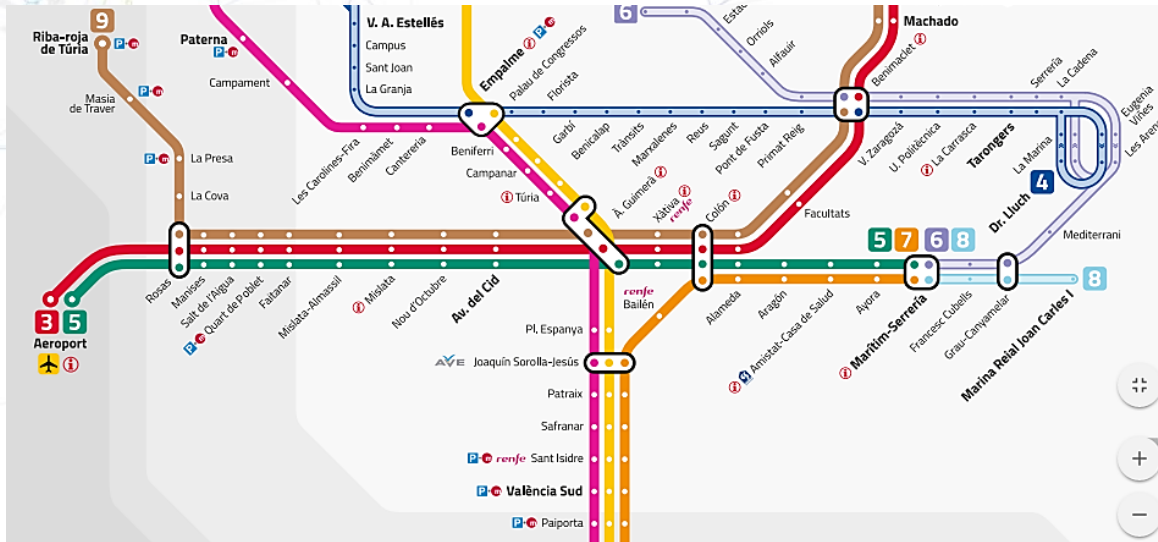 9
Riba-roja
de Túria
Paterna
V. A. Estellés
Campus
Sant Joan
La Granja
Empalme
Palau de Congressos
Florista
6
Orriols
Alfauir
Machado
Benimaclet
Serrería
La Cadena
Eugenia
Viñes
Campament
Masia
de Traver
La Presa
La Cova
Les Carolines-Fira
Benimàmet
Cantereria
Beniferri
Campanar
Túria
Garbí
Benicalap
Trànsits
Marxalenes
Reus
Sagunt
Pont de Fusta
Primat Reig
V. Zaragozà
U. Politècnica
La Carrasca
Tarongers
La Marina
4
Dr. Lluch
À. Guimerà
Xàtiva
renfe
Colón
Facultats
Mediterrani
5
7
6
8
8
Rosas
Manises
Salt de l'Aigua
Quart de Poblet
Faitanar
Mislata-Almassil
Mislata
Nou d'Octubre
Av. del Cid
renfe
Bailén
Alameda
Aragón
Amistat-Casa de Salud
Ayora
Marítim-Serrería
Francesc Cubells
Grau-Canyamelar
Marina Reial Joan Carles I
3
5
Aeroport
Pl. Espanya
AVE
Joaquín Sorolla-Jesús
Patraix
Safranar
renfe Sant Isidre
València Sud
Paiporta